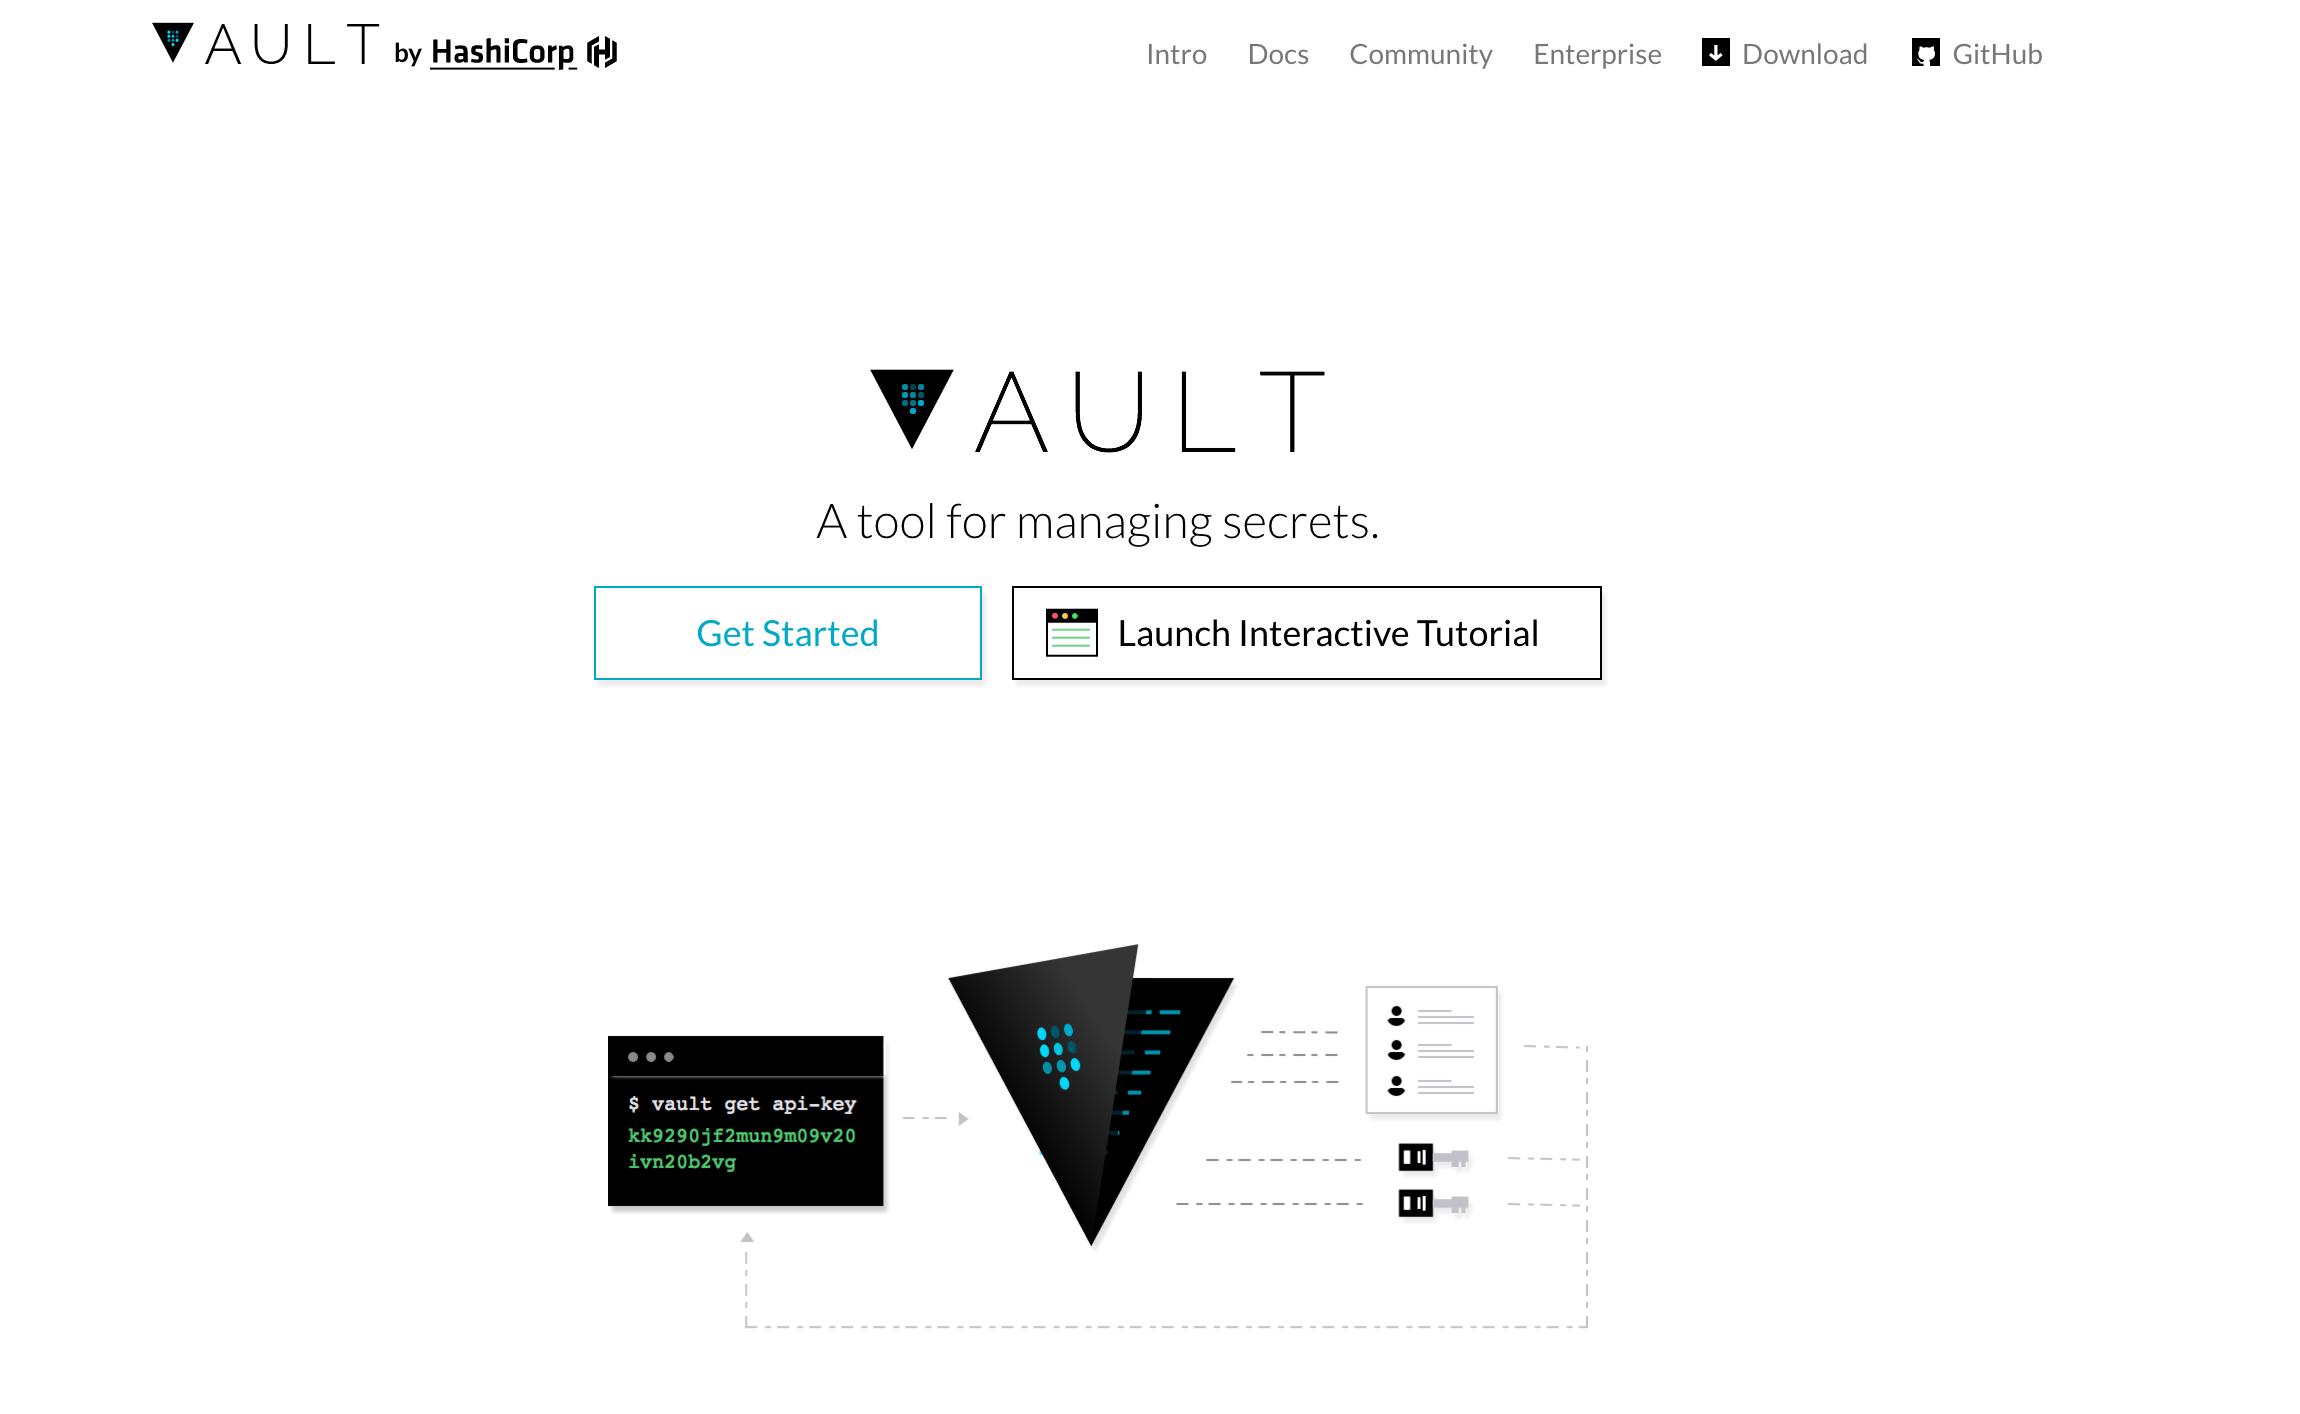 VAULT by HashiCorp
Intro Docs Community Enterprise Download GitHub
VAULT
A tool for managing secrets.
Get Started
Launch Interactive Tutorial
$ vault get api-key
kk9290jf2mun9m09v20
ivn20b2vg